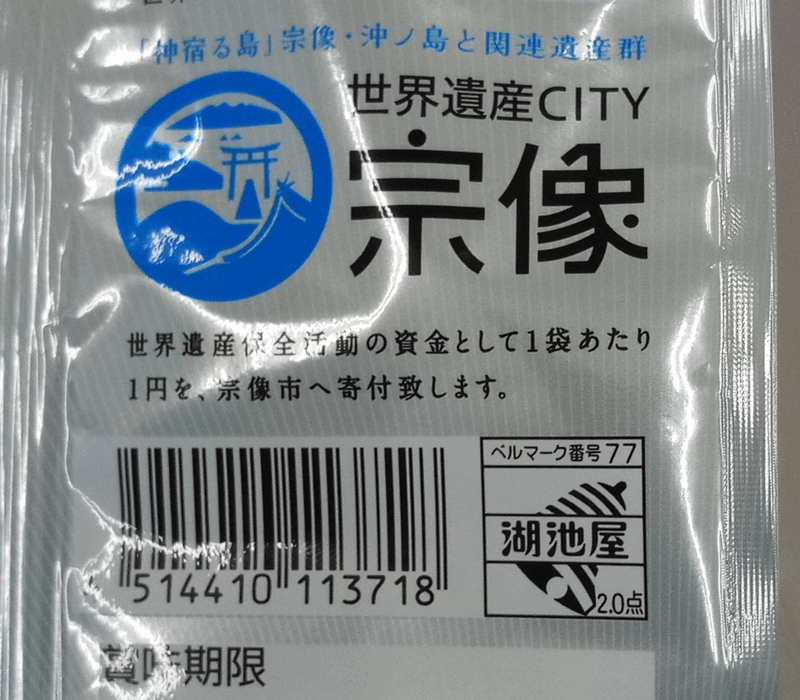 「神宿る島」宗像・沖ノ島と関連遺産群
世界遺産CITY
宗像
世界遺産保全活動の資金として1袋あたり
1円を、宗像市へ寄付致します。
514410 113718
ベルマーク番号77
湖池屋
2.0点
賞味期限